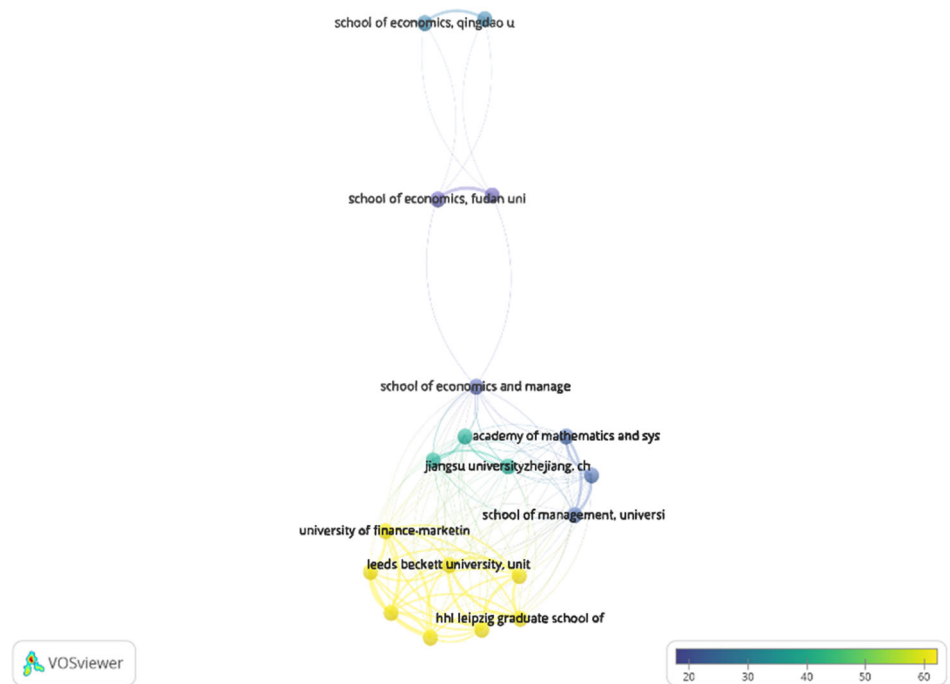 school of economics, qingdao u
school of economics, fudan uni
school of economics and manage
academy of mathematics and sys
jiangsu universityzhejiang, ch
school of management, universi
university of finance-marketin
leeds beckett university, unit
hhl leipzig graduate school of
VOSviewer
20 30 40 50 60